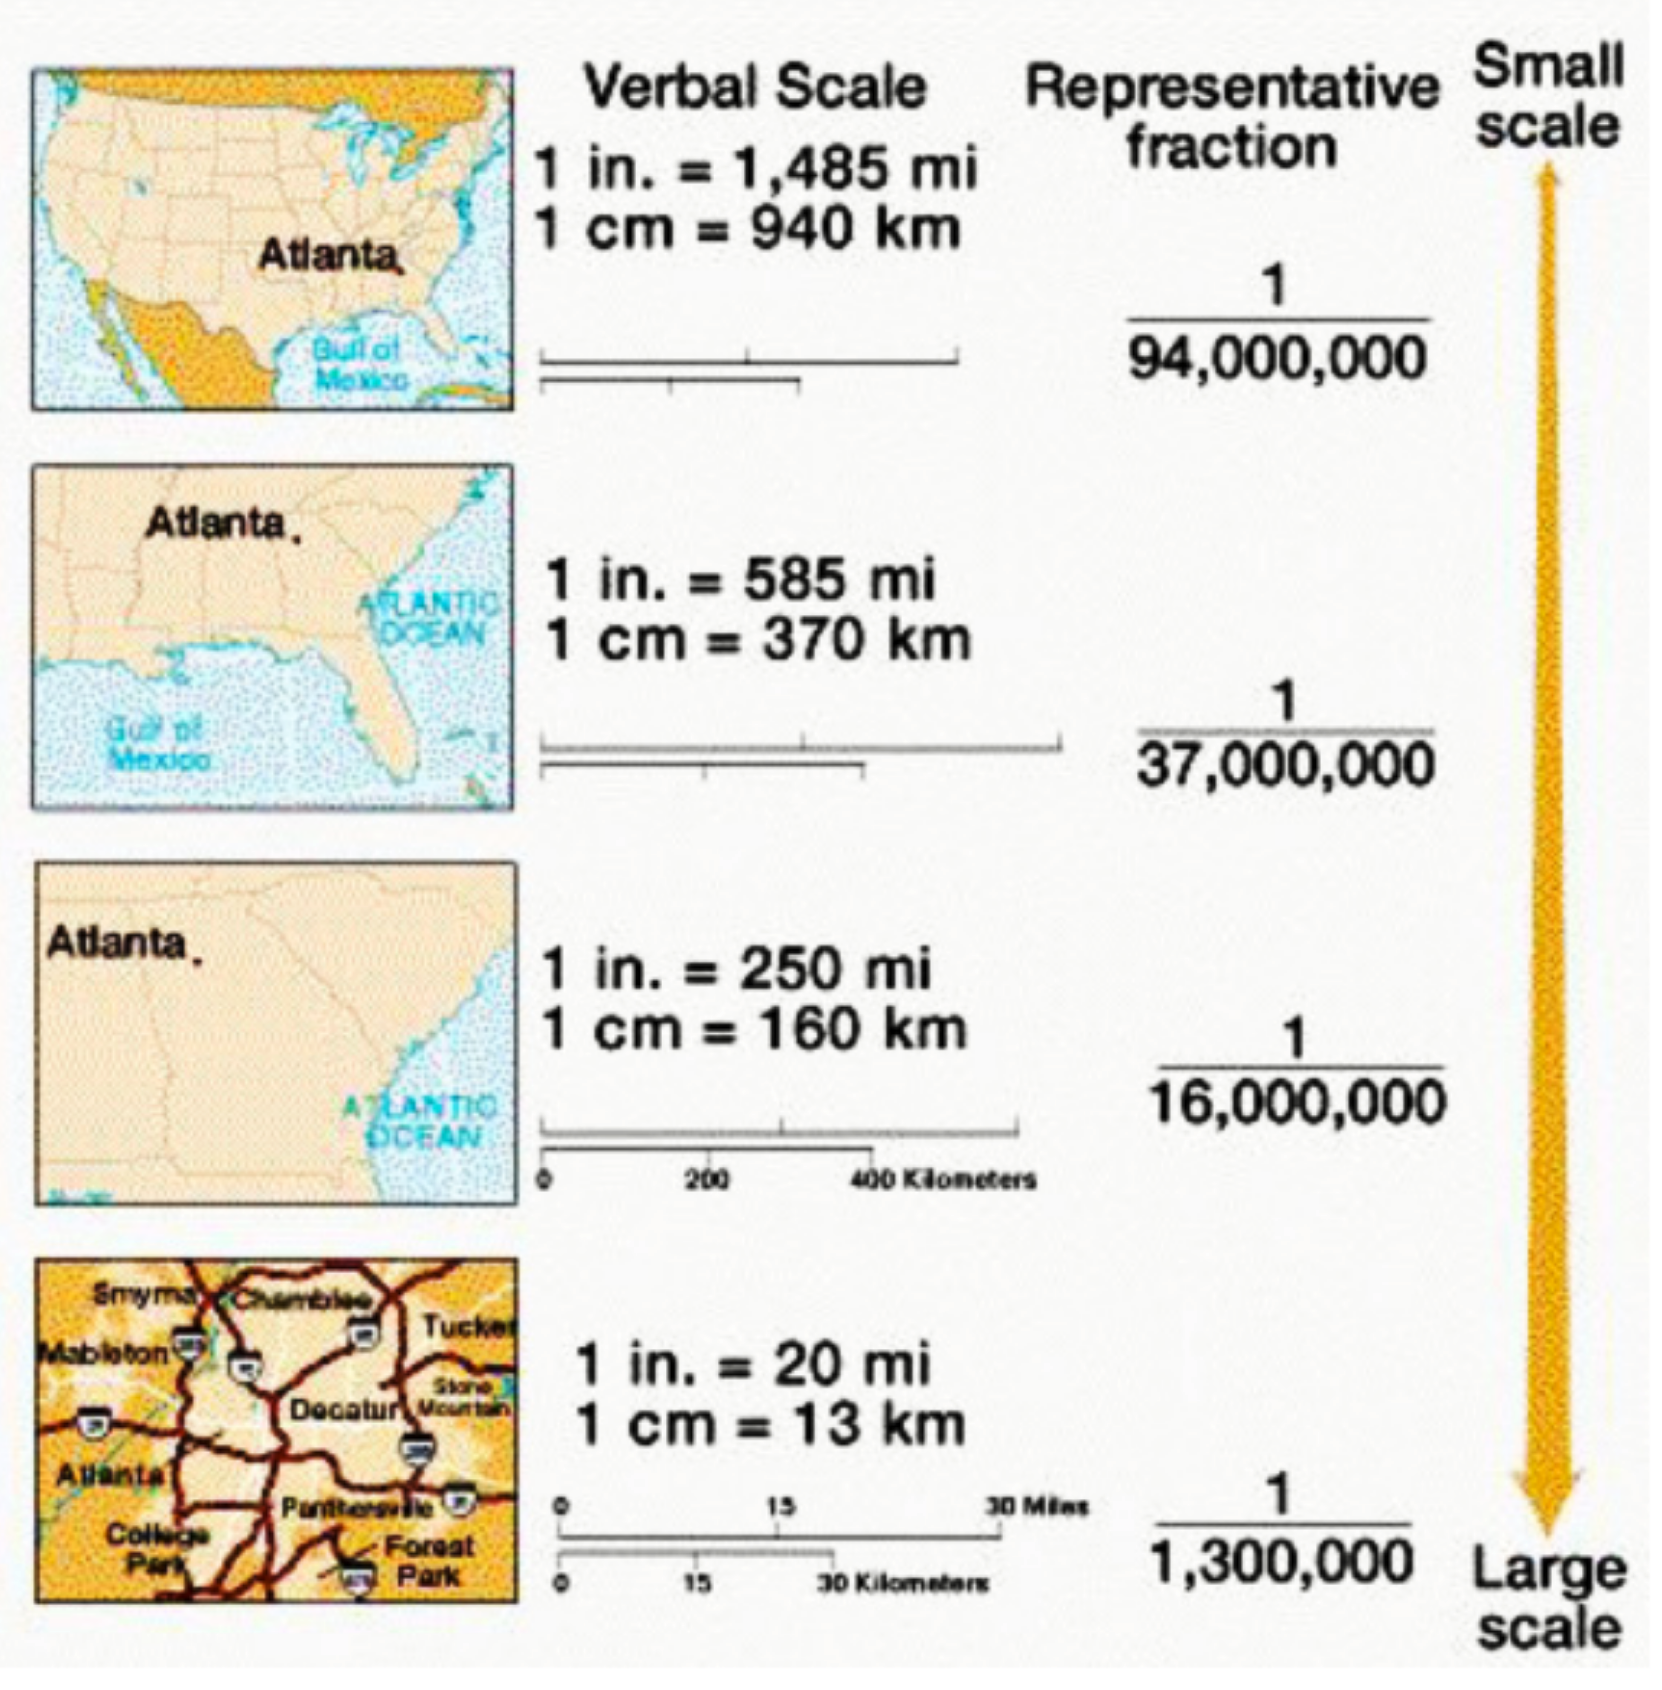 Verbal Scale
Representative
fraction
Small
scale
Atlanta
Gulf of
Mexico
1 in. = 1,485 mi
1 cm = 940 km
1
94,000,000
Atlanta
ATLANTIC
OCEAN
Gulf of
Mexico
1 in. = 585 mi
1 cm = 370 km
1
37,000,000
Atlanta
ATLANTIC
OCEAN
1 in. = 250 mi
1 cm = 160 km
0 200 400 Kilometers
1
16,000,000
Smyrna
Chamblee
Tucker
Mableton
Stone
Mountain
Decatur
Atlanta
Panthersville
College
Park
Forest
Park
1 in. = 20 mi
1 cm = 13 km
0 15 30 Miles
0 15 30 Kilometers
1
1,300,000
Large
scale